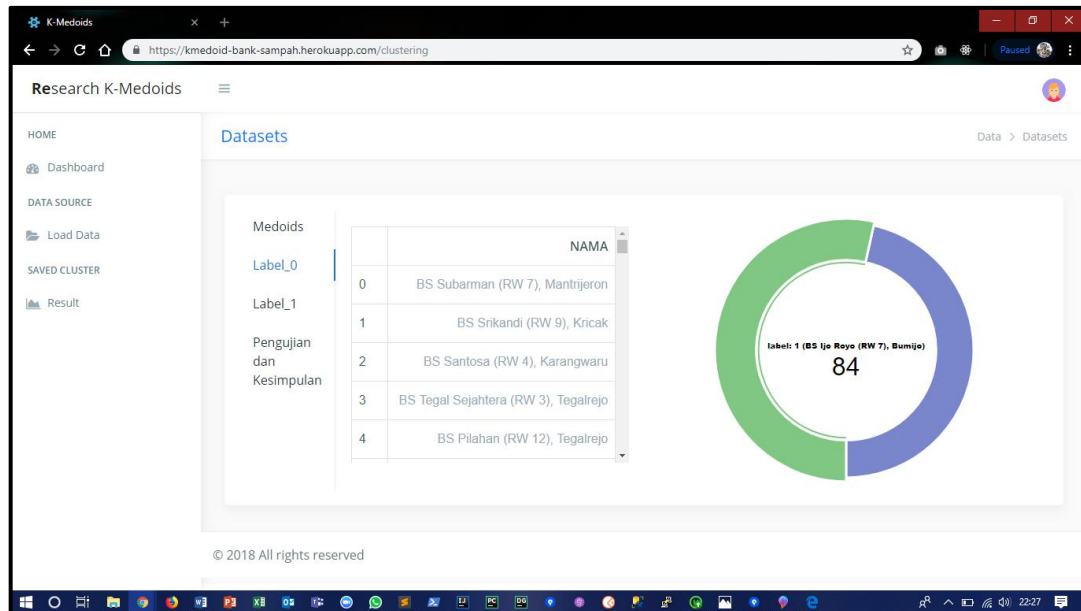 K-Medoids
https://kmedoid-bank-sampah.herokuapp.com/clustering
Paused
Research K-Medoids
HOME
Dashboard
DATA SOURCE
Load Data
SAVED CLUSTER
Result
Datasets
Data > Datasets
Medoids
Label_0
Label_1
Pengujian
dan
Kesimpulan
NAMA
0 BS Subarman (RW 7), Mantrijeron
1 BS Srikandi (RW 9), Kricak
2 BS Santosa (RW 4), Karangwaru
3 BS Tegal Sejahtera (RW 3), Tegalrejo
4 BS Pilahan (RW 12), Tegalrejo
label: 1 (BS Ijo Royo (RW 7), Bumijo)
84
© 2018 All rights reserved
22:27